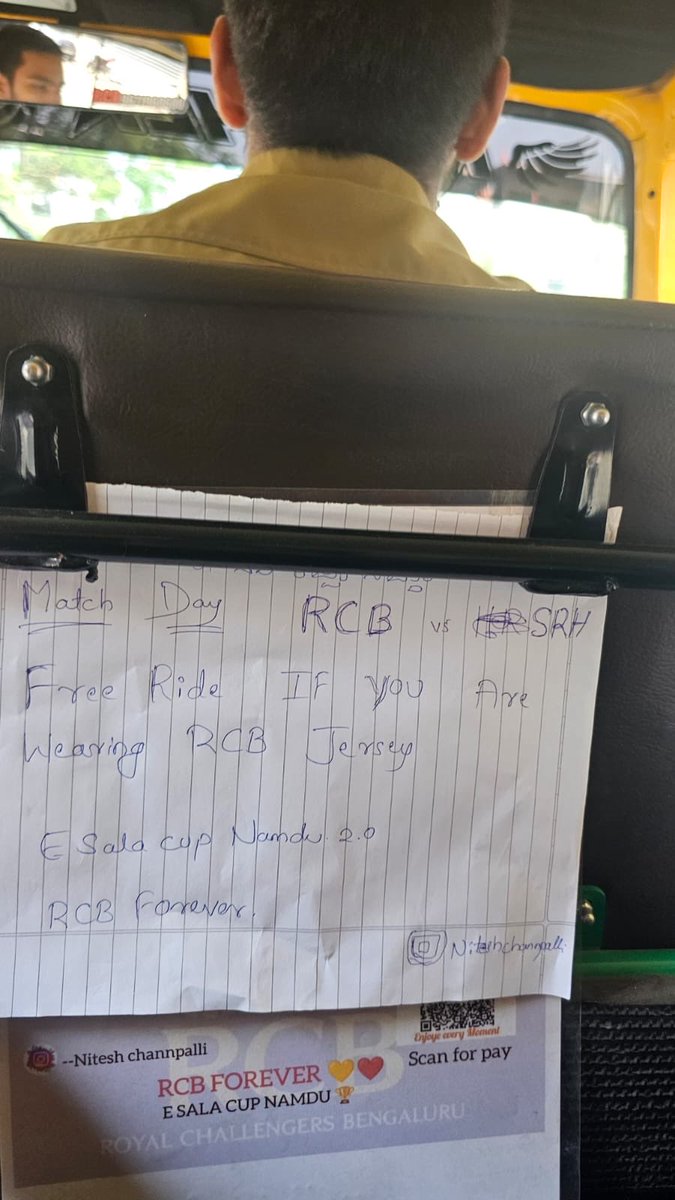 Match Day RCB vs SRH
Free Ride IF you Are
Wearing RCB Jersey
E Sala cup Namdu 2.0
RCB Forever.
Niteshchannpalli
Enjoye every Moment
--Nitesh channpalli
Scan for pay
RCB FOREVER 💛❤️
E SALA CUP NAMDU 🏆
RCB
ROYAL CHALLENGERS BENGALURU